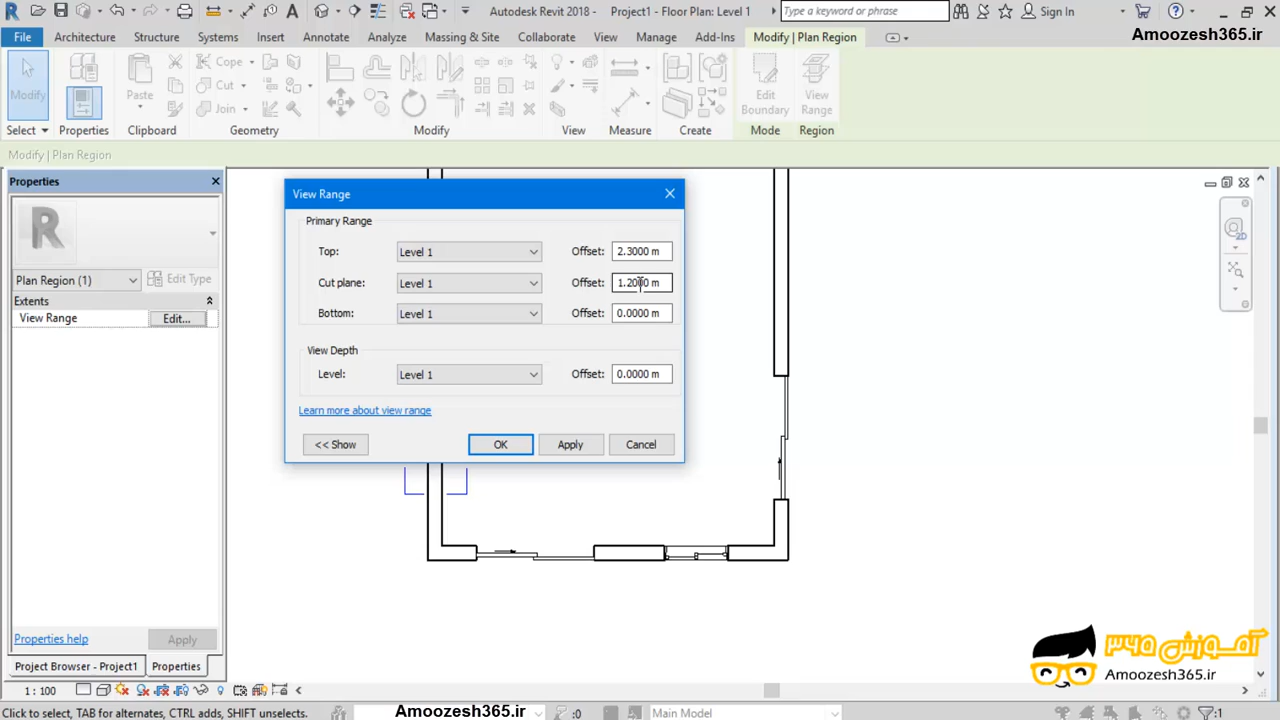 Autodesk Revit 2018 -
Project1 - Floor Plan: Level 1
Type a keyword or phrase
Sign In
File
Architecture
Structure
Systems
Insert
Annotate
Analyze
Massing & Site
Collaborate
View
Manage
Add-Ins
Modify | Plan Region
Amoozesh365.ir
Modify
Paste
Cope
Cut
Join
Edit
Boundary
View
Range
Select
Properties
Clipboard
Geometry
Modify
View
Measure
Create
Mode
Region
Modify | Plan Region
Properties
Plan Region (1)
Edit Type
Extents
View Range
Edit...
View Range
Primary Range
Top:
Level 1
Offset:
2.3000 m
Cut plane:
Level 1
Offset:
1.2000 m
Bottom:
Level 1
Offset:
0.0000 m
View Depth
Level:
Level 1
Offset:
0.0000 m
Learn more about view range
<< Show
OK
Apply
Cancel
2D
Properties help
Apply
Project Browser - Project1
Properties
1 : 100
آموزش ۳۶۵
Amoozesh365.ir
Click to select, TAB for alternates, CTRL adds, SHIFT unselects.
Amoozesh365.ir
:0
Main Model
:1